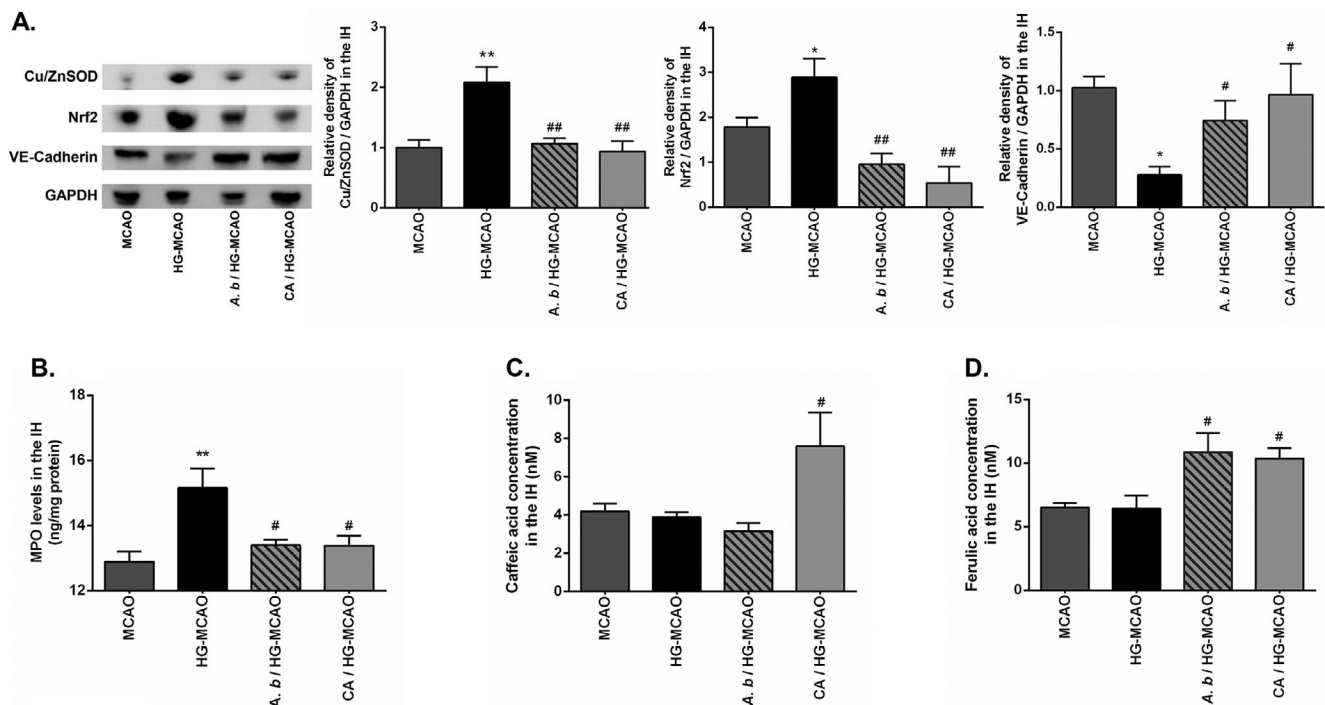 A.
Cu/ZnSOD
Nrf2
VE-Cadherin
GAPDH
MCAO
HG-MCAO
A. b / HG-MCAO
CA / HG-MCAO
Relative density of
Cu/ZnSOD / GAPDH in the IH
3
2
1
0
**
##
##
MCAO
HG-MCAO
A. b / HG-MCAO
CA / HG-MCAO
Relative density of
Nrf2 / GAPDH in the IH
4
3
2
1
0
*
##
##
MCAO
HG-MCAO
A. b / HG-MCAO
CA / HG-MCAO
Relative density of
VE-Cadherin / GAPDH in the IH
1.5
1.0
0.5
0.0
*
#
#
MCAO
HG-MCAO
A. b / HG-MCAO
CA / HG-MCAO
B.
MPO levels in the IH
(ng/mg protein)
18
16
14
12
**
#
#
MCAO
HG-MCAO
A. b / HG-MCAO
CA / HG-MCAO
C.
Caffeic acid concentration
in the IH (nM)
10
8
6
4
2
0
#
MCAO
HG-MCAO
A. b / HG-MCAO
CA / HG-MCAO
D.
Ferulic acid concentration
in the IH (nM)
15
10
5
0
#
#
MCAO
HG-MCAO
A. b / HG-MCAO
CA / HG-MCAO